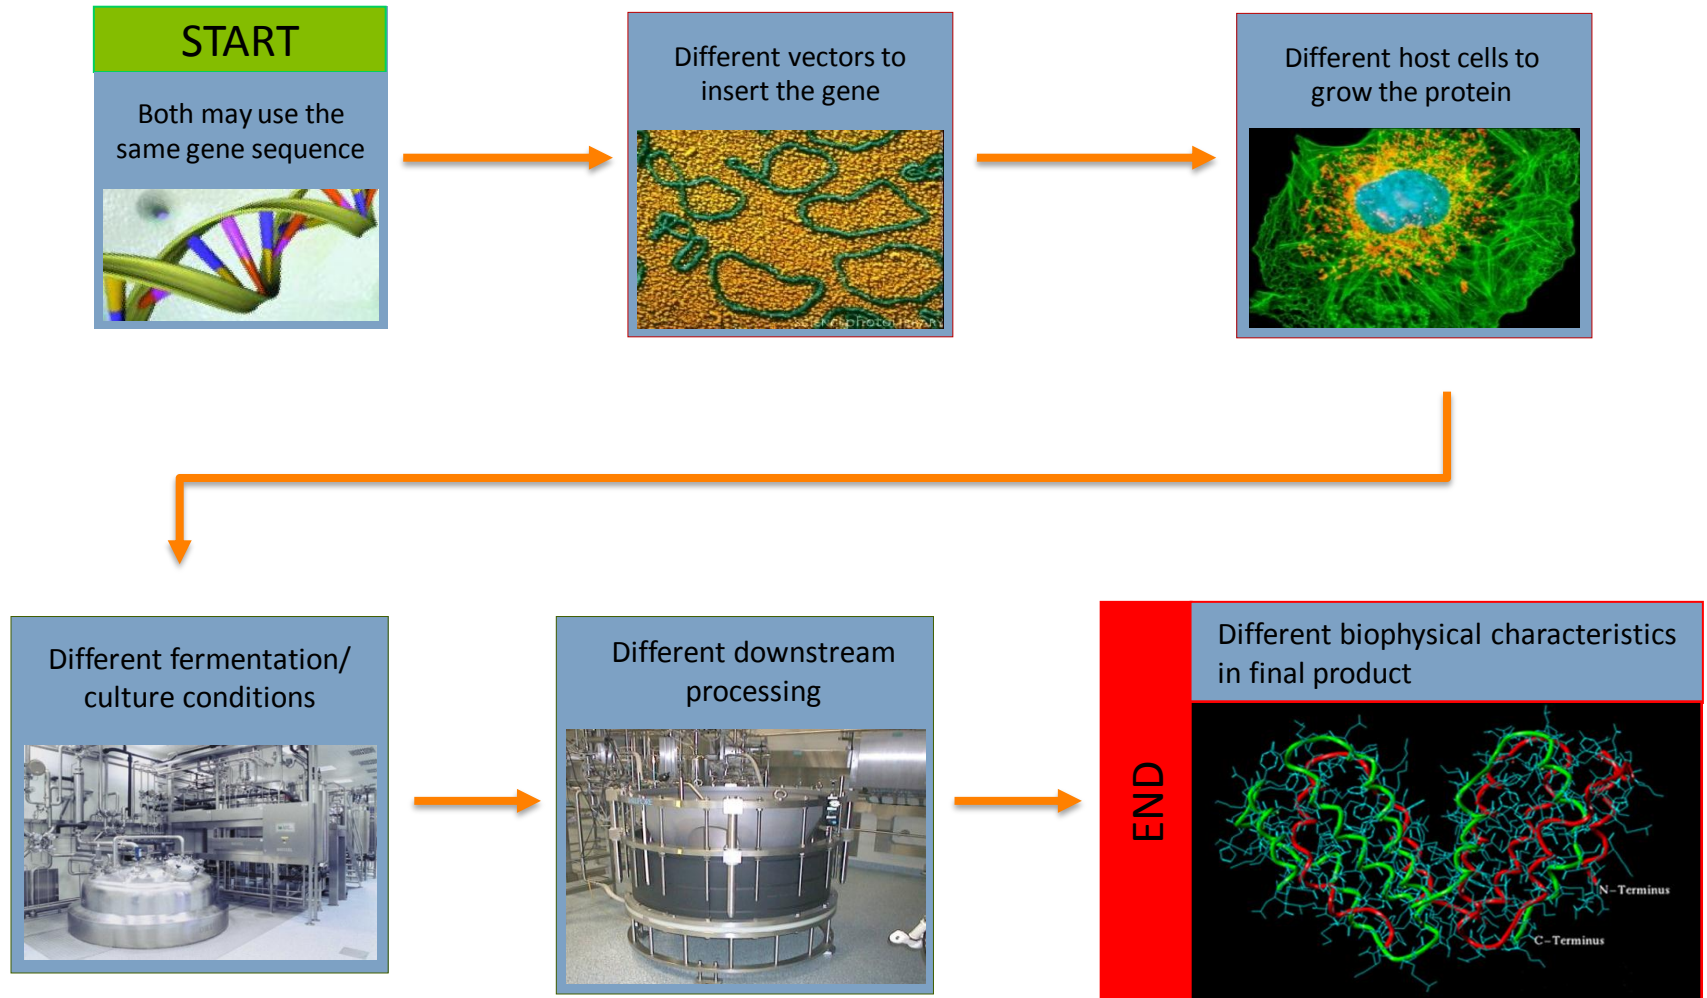 START
Both may use the
same gene sequence
Different vectors to
insert the gene
Different host cells to
grow the protein
Different fermentation/
culture conditions
Different downstream
processing
END
Different biophysical characteristics
in final product
N-Terminus
C-Terminus